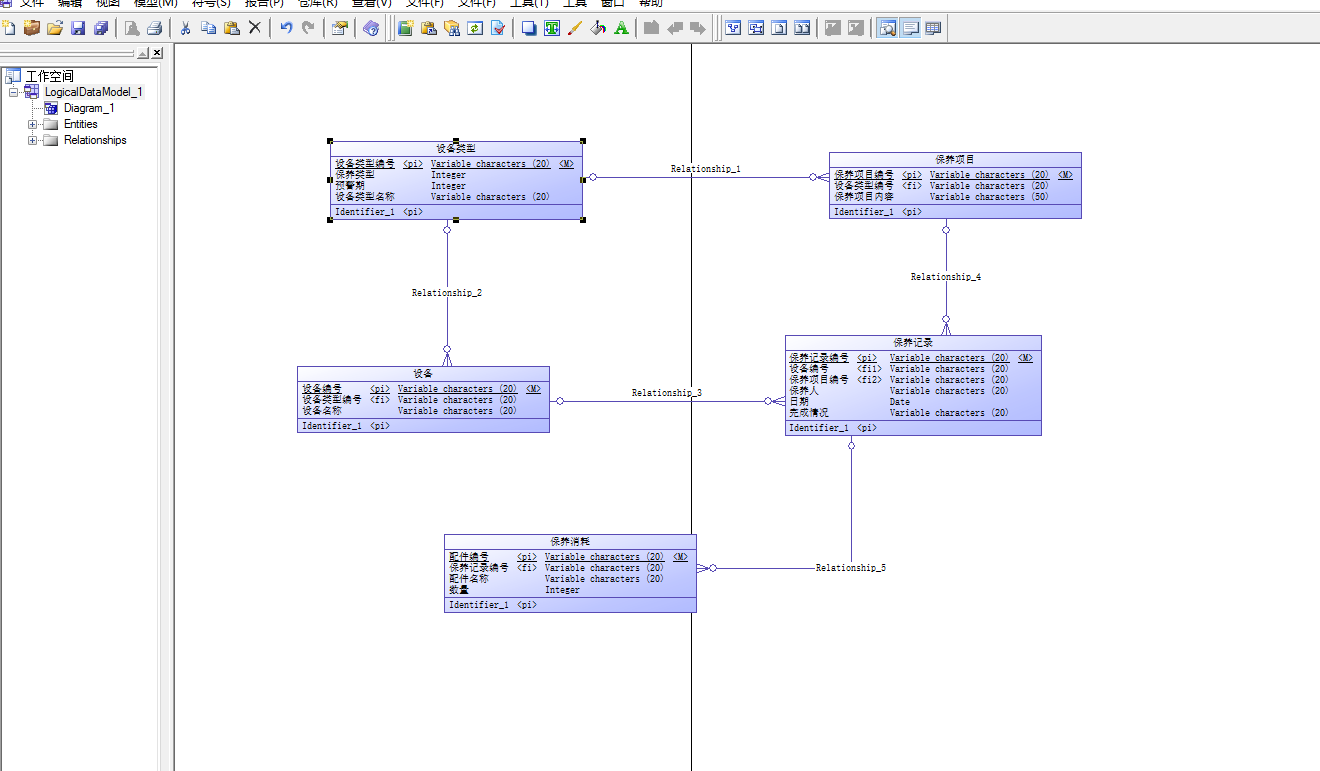 文件 编辑 视图 模型(M) 符号(S) 报告(P) 仓库(R) 查看(V) 文件(F) 文件(F) 工具(T) 工具 窗口 帮助
工作空间
LogicalDataModel_1
Diagram_1
Entities
Relationships
设备类型
设备类型编号 <pi> Variable characters (20) <M>
保养类型 Integer
预警期 Integer
设备类型名称 Variable characters (20)
Identifier_1 <pi>
Relationship_1
保养项目
保养项目编号 <pi> Variable characters (20) <M>
设备类型编号 <fi> Variable characters (20)
保养项目内容 Variable characters (50)
Identifier_1 <pi>
Relationship_2
Relationship_4
设备
设备编号 <pi> Variable characters (20) <M>
设备类型编号 <fi> Variable characters (20)
设备名称 Variable characters (20)
Identifier_1 <pi>
Relationship_3
保养记录
保养记录编号 <pi> Variable characters (20) <M>
设备编号 <fi1> Variable characters (20)
保养项目编号 <fi2> Variable characters (20)
保养人 Variable characters (20)
日期 Date
完成情况 Variable characters (20)
Identifier_1 <pi>
保养消耗
配件编号 <pi> Variable characters (20) <M>
保养记录编号 <fi> Variable characters (20)
配件名称 Variable characters (20)
数量 Integer
Identifier_1 <pi>
Relationship_5